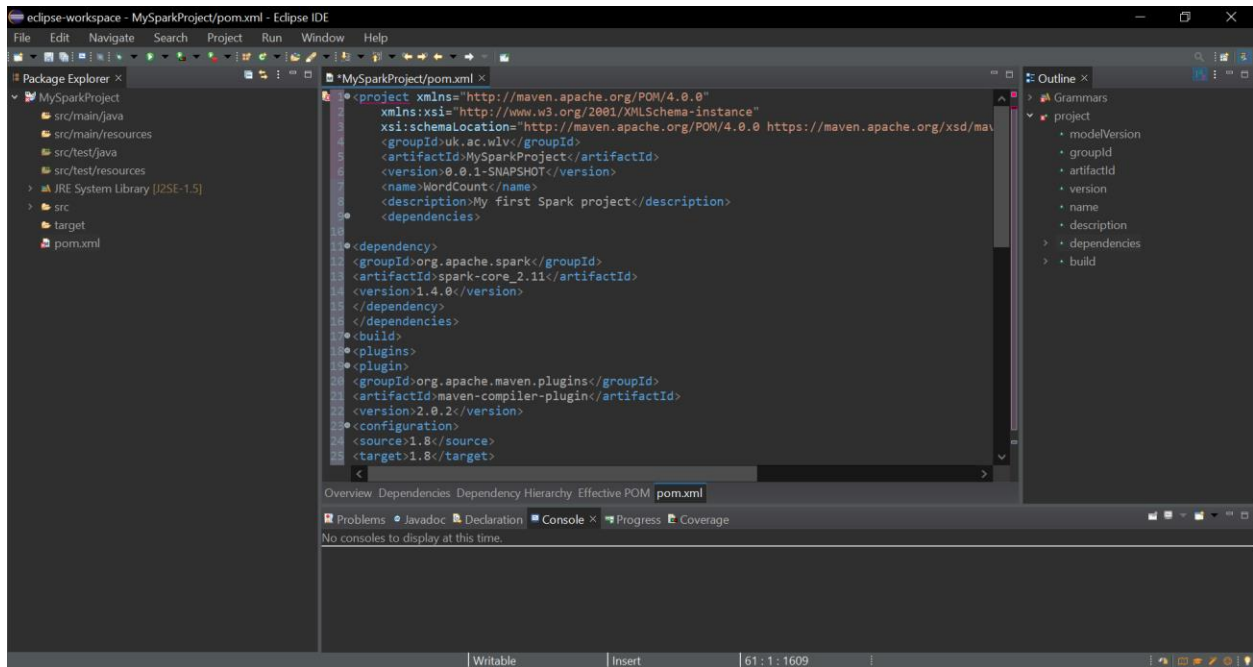 eclipse-workspace - MySparkProject/pom.xml - Eclipse IDE
File Edit Navigate Search Project Run Window Help
Package Explorer
MySparkProject
src/main/java
src/main/resources
src/test/java
src/test/resources
JRE System Library [J2SE-1.5]
src
target
pom.xml
*MySparkProject/pom.xml
1 <project xmlns="http://maven.apache.org/POM/4.0.0"
2 xmlns:xsi="http://www.w3.org/2001/XMLSchema-instance"
3 xsi:schemaLocation="http://maven.apache.org/POM/4.0.0 https://maven.apache.org/xsd/mav
4 <groupId>uk.ac.wlv</groupId>
5 <artifactId>MySparkProject</artifactId>
6 <version>0.0.1-SNAPSHOT</version>
7 <name>WordCount</name>
8 <description>My first Spark project</description>
9 <dependencies>
10
11 <dependency>
12 <groupId>org.apache.spark</groupId>
13 <artifactId>spark-core_2.11</artifactId>
14 <version>1.4.0</version>
15 </dependency>
16 </dependencies>
17 <build>
18 <plugins>
19 <plugin>
20 <groupId>org.apache.maven.plugins</groupId>
21 <artifactId>maven-compiler-plugin</artifactId>
22 <version>2.0.2</version>
23 <configuration>
24 <source>1.8</source>
25 <target>1.8</target>
Overview Dependencies Dependency Hierarchy Effective POM pom.xml
Outline
Grammars
project
modelVersion
groupId
artifactId
version
name
description
dependencies
build
Problems Javadoc Declaration Console Progress Coverage
No consoles to display at this time.
Writable Insert 61 : 1 : 1609